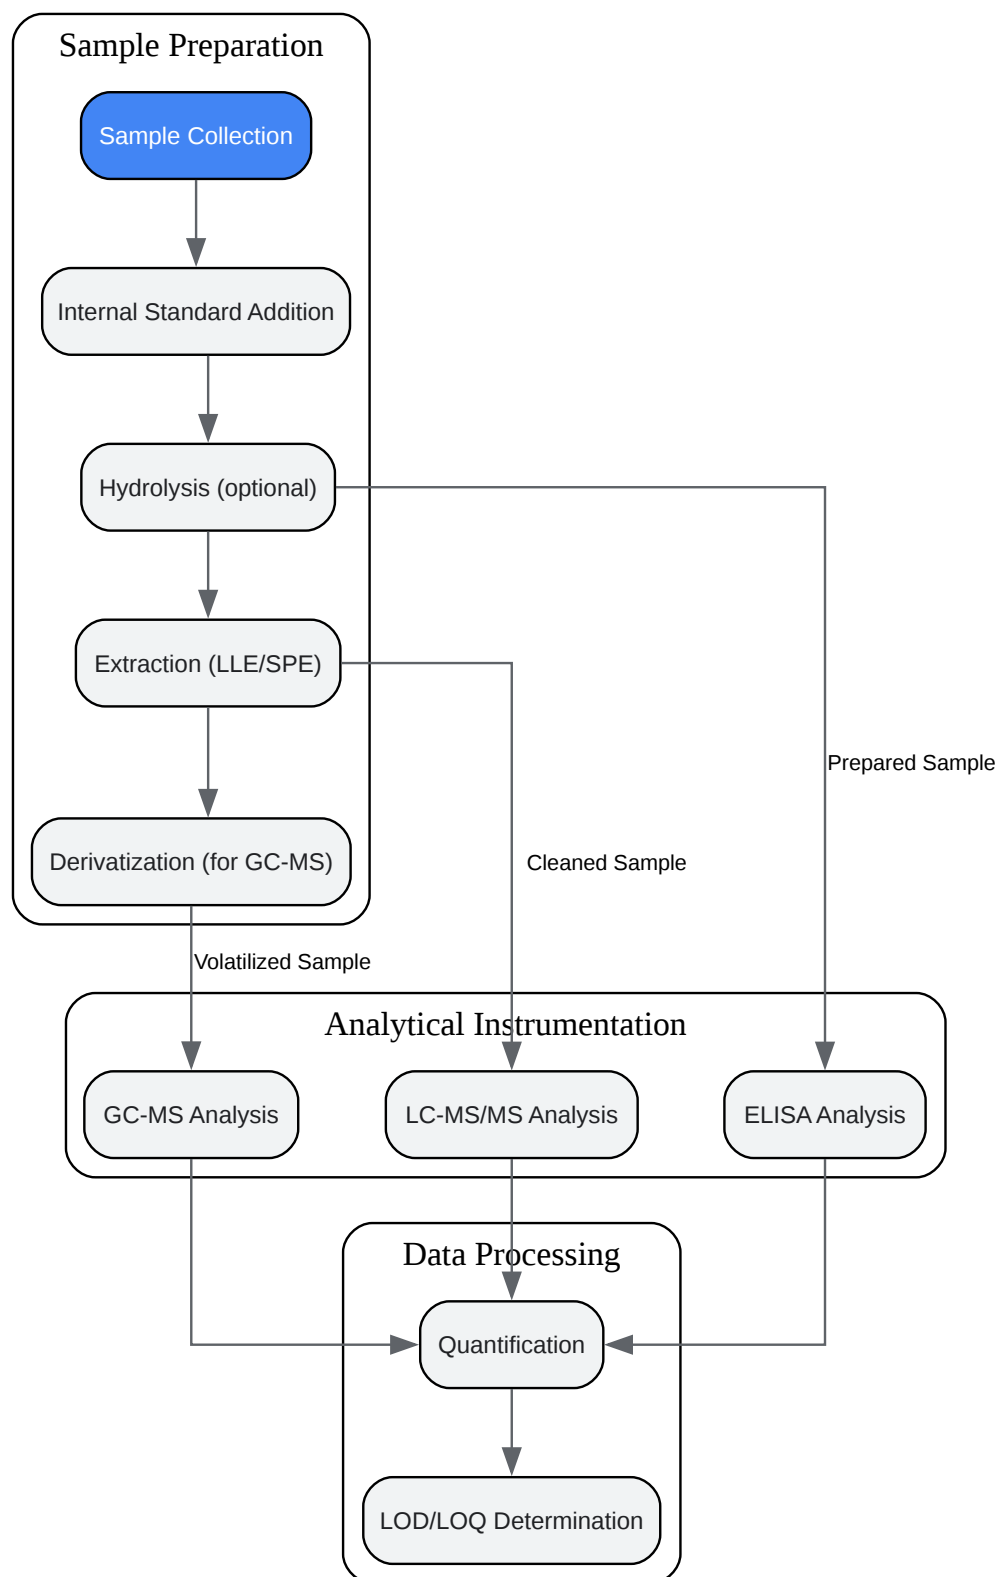 Sample Preparation
Sample Collection
Internal Standard Addition
Hydrolysis (optional)
Extraction (LLE/SPE)
Prepared Sample
Cleaned Sample
Derivatization (for GC-MS)
Volatilized Sample
Analytical Instrumentation
GC-MS Analysis
LC-MS/MS Analysis
ELISA Analysis
Data Processing
Quantification
LOD/LOQ Determination